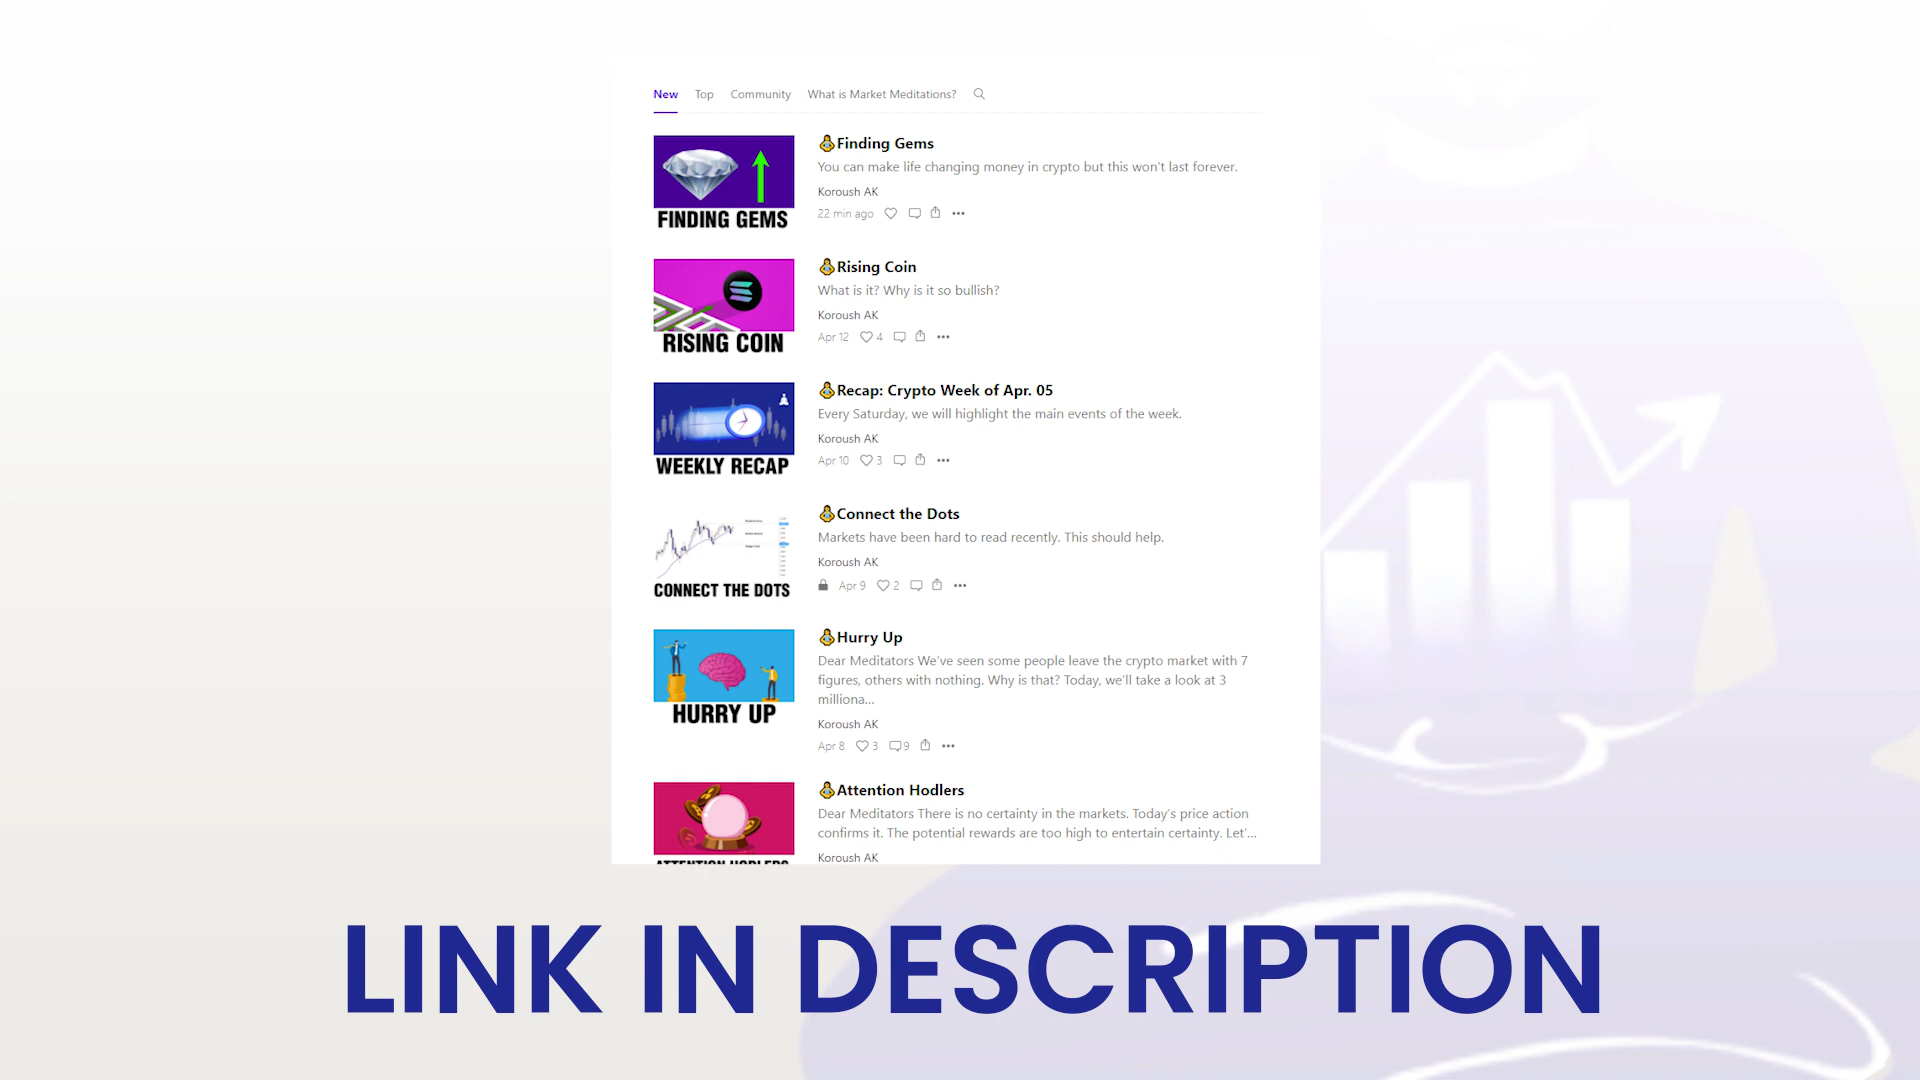 New Top Community What is Market Meditations?
FINDING GEMS
Finding Gems
You can make life changing money in crypto but this won't last forever.
Koroush AK
22 min ago
RISING COIN
Rising Coin
What is it? Why is it so bullish?
Koroush AK
Apr 12 4
WEEKLY RECAP
Recap: Crypto Week of Apr. 05
Every Saturday, we will highlight the main events of the week.
Koroush AK
Apr 10 3
CONNECT THE DOTS
Connect the Dots
Markets have been hard to read recently. This should help.
Koroush AK
Apr 9 2
HURRY UP
Hurry Up
Dear Meditators We've seen some people leave the crypto market with 7
figures, others with nothing. Why is that? Today, we'll take a look at 3
milliona...
Koroush AK
Apr 8 3 9
ATTENTION HODLERS
Attention Hodlers
Dear Meditators There is no certainty in the markets. Today's price action
confirms it. The potential rewards are too high to entertain certainty. Let'...
Koroush AK
LINK IN DESCRIPTION